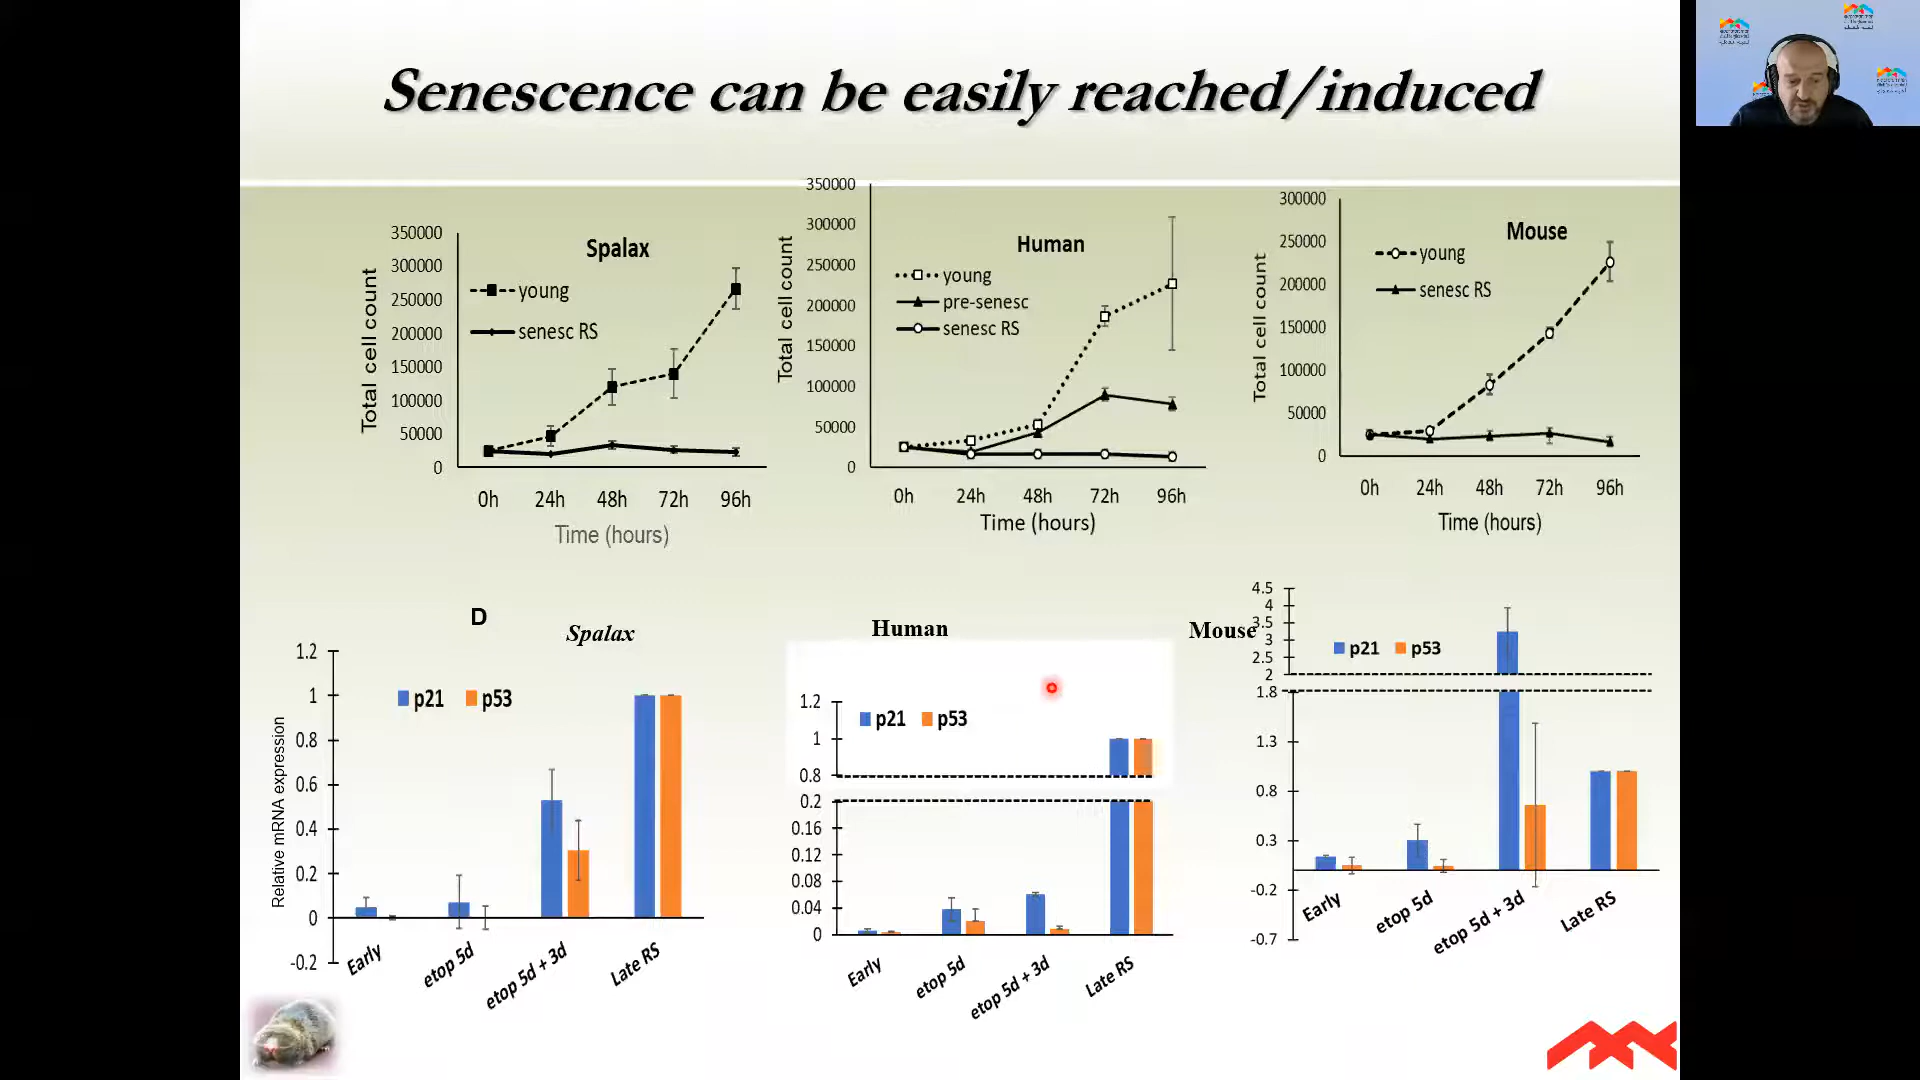 Senescence can be easily reached/induced
Spalax
Total cell count
350000
300000
250000
200000
150000
100000
50000
0
young
senesc RS
0h 24h 48h 72h 96h
Time (hours)
Human
Total cell count
350000
300000
250000
200000
150000
100000
50000
0
young
pre-senesc
senesc RS
0h 24h 48h 72h 96h
Time (hours)
Mouse
Total cell count
300000
250000
200000
150000
100000
50000
0
young
senesc RS
0h 24h 48h 72h 96h
Time (hours)
D
Spalax
Relative mRNA expression
1.2
1
0.8
0.6
0.4
0.2
0
-0.2
p21 p53
Early etop 5d etop 5d + 3d Late RS
Human
1.2
1
0.8
0.2
0.16
0.12
0.08
0.04
0
p21 p53
Early etop 5d etop 5d + 3d Late RS
Mouse
4.5
4
3.5
3
2.5
2
1.8
1.3
0.8
0.3
-0.2
-0.7
p21 p53
Early etop 5d etop 5d + 3d Late RS